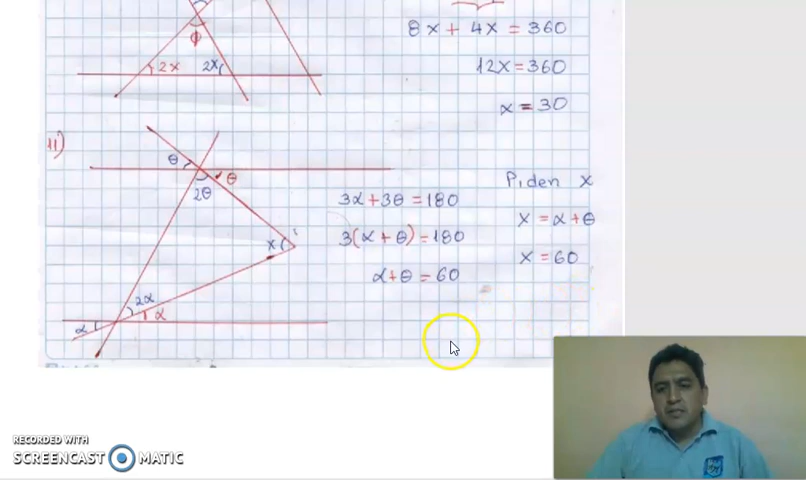 8x + 4x = 360
ϕ
2x 2x
12x = 360
x = 30
11)
θ
θ
2θ
Piden x
3α + 3θ = 180
x = α + θ
3(α + θ) = 180
x
x = 60
α + θ = 60
2α
α
α
RECORDED WITH
SCREENCAST MATIC